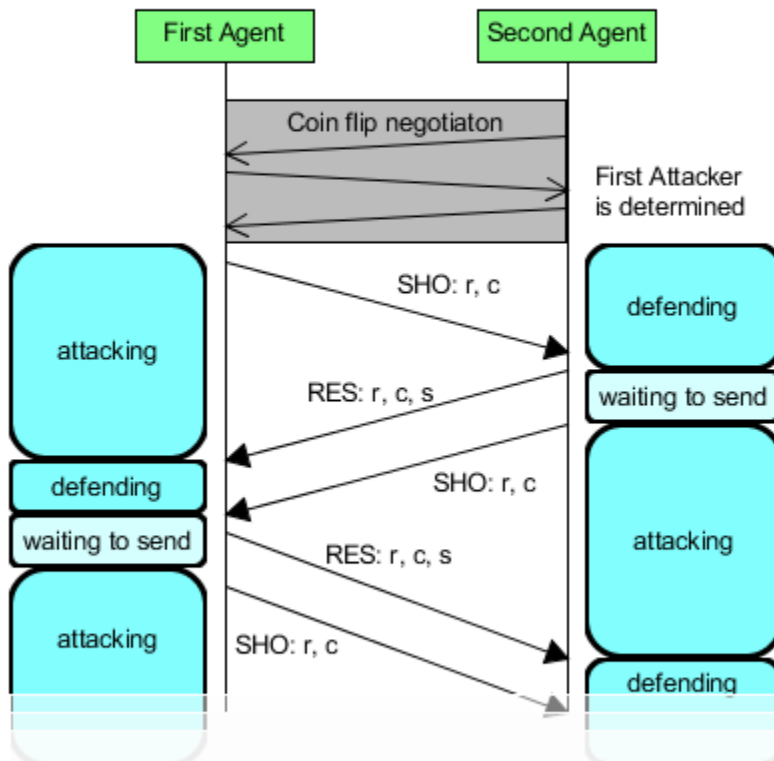 First Agent
Second Agent
Coin flip negotiaton
First Attacker
is determined
SHO: r, c
defending
attacking
RES: r, c, s
waiting to send
defending
SHO: r, c
waiting to send
RES: r, c, s
attacking
attacking
SHO: r, c
defending